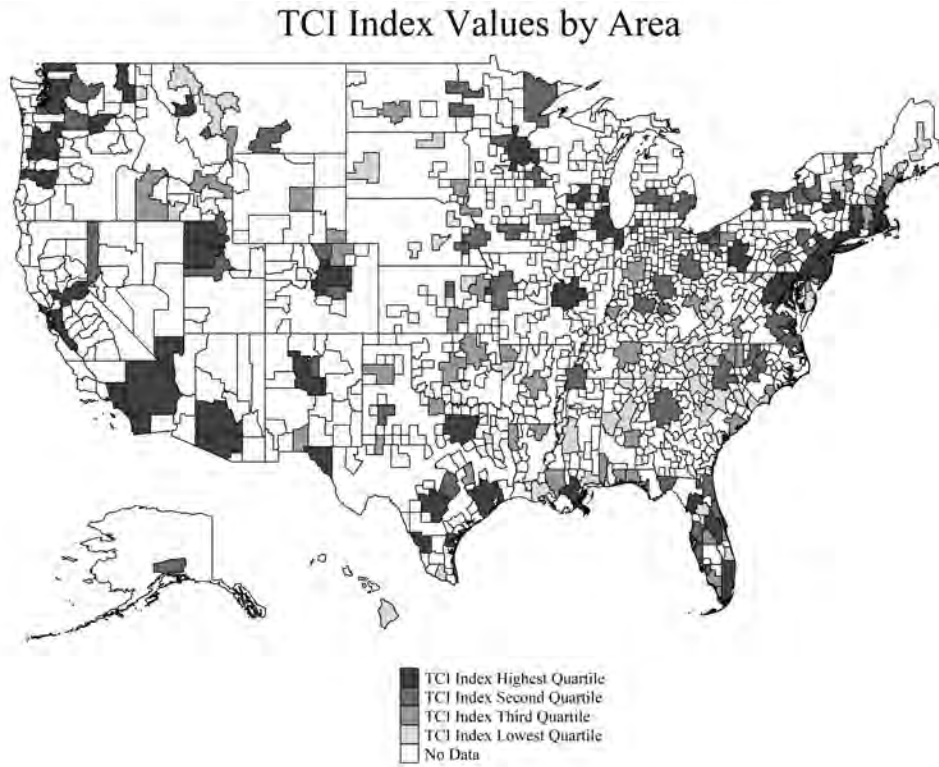 TCI Index Values by Area
TCI Index Highest Quartile
TCI Index Second Quartile
TCI Index Third Quartile
TCI Index Lowest Quartile
No Data